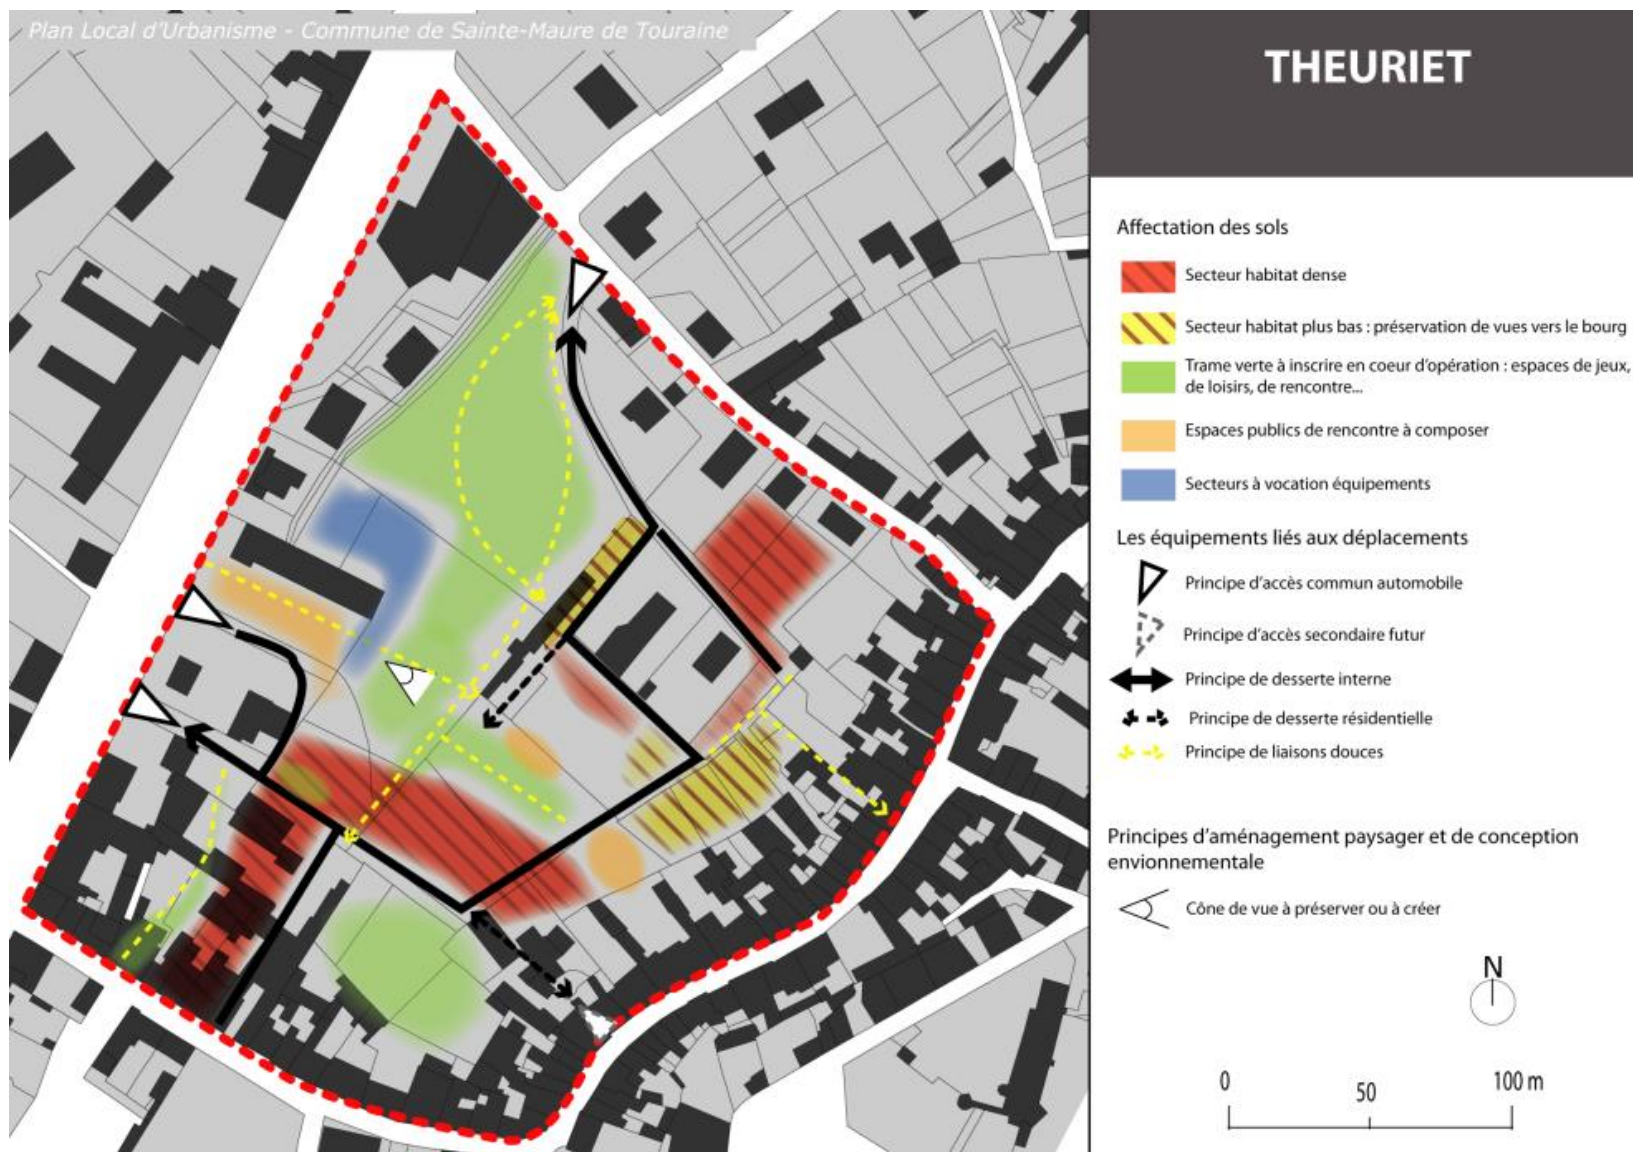 Plan Local d'Urbanisme - Commune de Sainte-Maure de Touraine
THEURIET
Affectation des sols
Secteur habitat dense
Secteur habitat plus bas : préservation de vues vers le bourg
Trame verte à inscrire en coeur d'opération : espaces de jeux,
de loisirs, de rencontre...
Espaces publics de rencontre à composer
Secteurs à vocation équipements
Les équipements liés aux déplacements
Principe d'accès commun automobile
Principe d'accès secondaire futur
Principe de desserte interne
Principe de desserte résidentielle
Principe de liaisons douces
Principes d'aménagement paysager et de conception
envionnementale
Cône de vue à préserver ou à créer
N
0 50 100 m